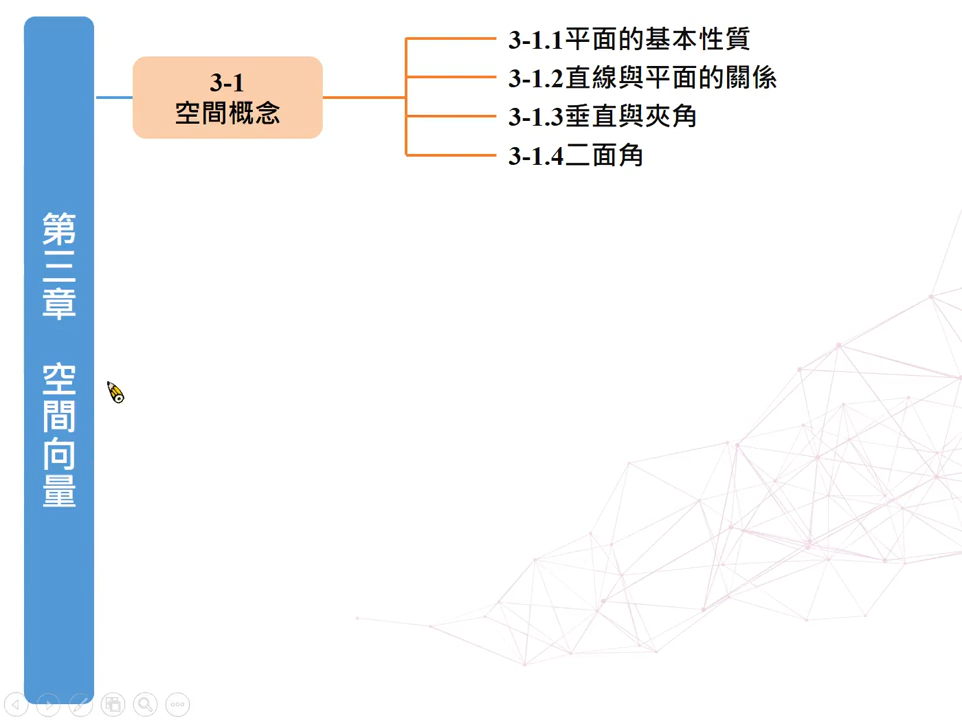 第三章 空間向量
3-1
空間概念
3-1.1平面的基本性質
3-1.2直線與平面的關係
3-1.3垂直與夾角
3-1.4二面角